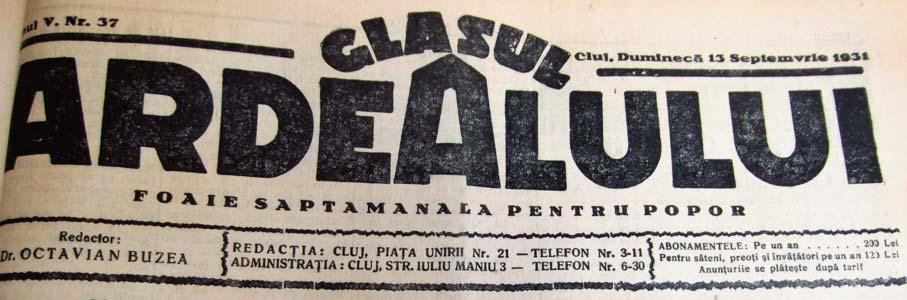 Anul V. Nr. 37
GLASUL
Cluj, Duminecă 13 Septemvrie 1931
ARDEALULUI
FOAIE SAPTAMANALA PENTRU POPOR
Redactor:
Dr. OCTAVIAN BUZEA
REDACȚIA: CLUJ, PIAȚA UNIRII Nr. 21 — TELEFON Nr. 3-11
ADMINISTRAȚIA: CLUJ, STR. IULIU MANIU 3 — TELEFON Nr. 6-30
ABONAMENTELE: Pe un an . . . . . . 200 Lei
Pentru săteni, preoți și învățători pe un an 120 Lei
Anunțurile se plătește după tarif